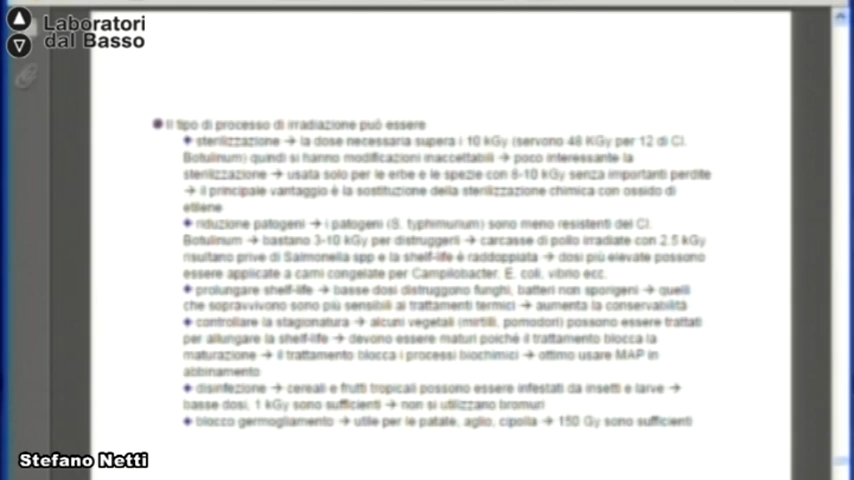 Laboratori
dal Basso
Il tipo di processo di irradiazione può essere
sterilizzazione → la dose necessaria supera i 10 kGy (servono 48 KGy per 12 di Cl.
Botulinum) quindi si hanno modificazioni inaccettabili → poco interessante la
sterilizzazione → usata solo per le erbe e le spezie con 8-10 kGy senza importanti perdite
→ il principale vantaggio è la sostituzione della sterilizzazione chimica con ossido di
etilene
riduzione patogeni → i patogeni (S. typhimurium) sono meno resistenti del Cl.
Botulinum → bastano 3-10 kGy per distruggerli → carcasse di pollo irradiate con 2.5 kGy
risultano prive di Salmonella spp e la shelf-life è raddoppiata → dosi più elevate possono
essere applicate a carni congelate per Campilobacter, E. coli, vibrio ecc.
prolungare shelf-life → basse dosi distruggono funghi, batteri non sporigeni → quelli
che sopravvivono sono più sensibili ai trattamenti termici → aumenta la conservabilità
controllare la stagionatura → alcuni vegetali (mirtilli, pomodori) possono essere trattati
per allungare la shelf-life → devono essere maturi poiché il trattamento blocca la
maturazione → il trattamento blocca i processi biochimici → ottimo usare MAP in
abbinamento
disinfezione → cereali e frutti tropicali possono essere infestati da insetti e larve →
basse dosi, 1 kGy sono sufficienti → non si utilizzano bromuri
blocco germogliamento → utile per le patate, aglio, cipolla → 150 Gy sono sufficienti
Stefano Netti